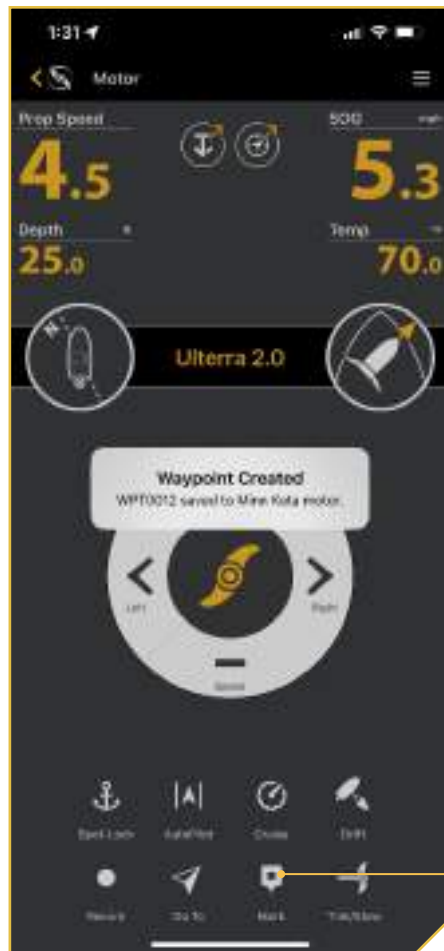 1:31
Motor
Prop Speed
SOG mph
4.5
5.3
Depth
Temp
25.0
70.0
N
Ulterra 2.0
Waypoint Created
WPT0012 saved to Minn Kota motor.
Left
Right
Spot-Lock
AutoPilot
Cruise
Drift
Record
Go To
Mark
Trim/Stow